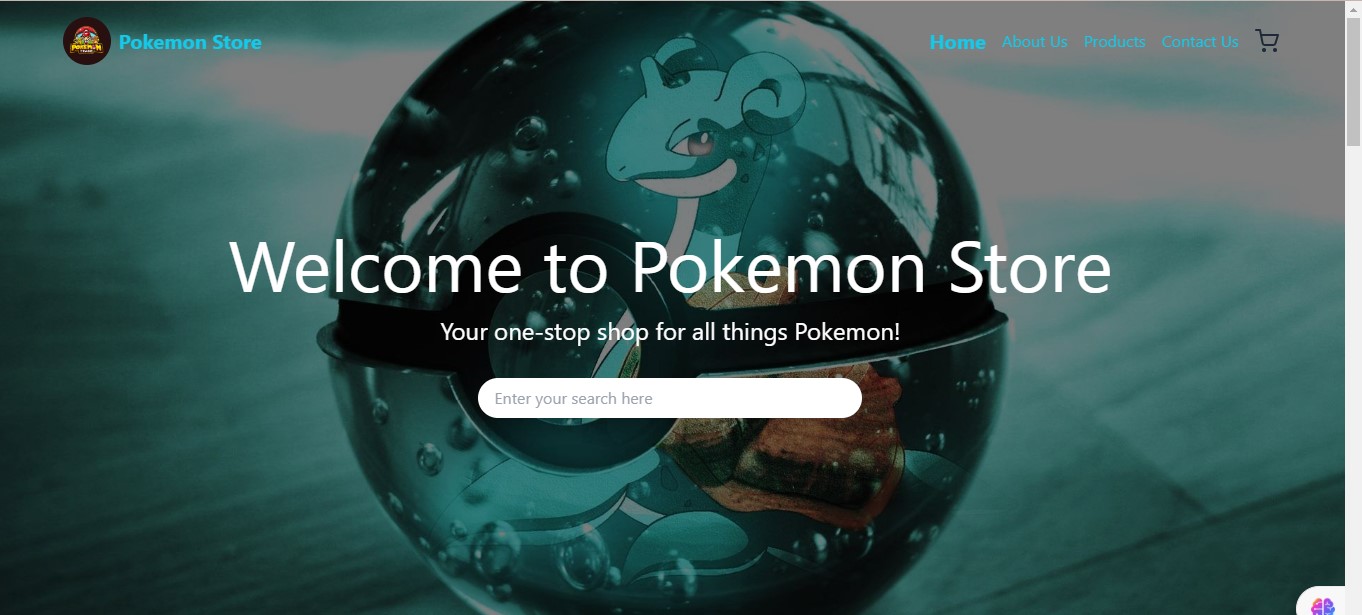 POKEMON
Pokemon Store
Home
About Us
Products
Contact Us
Welcome to Pokemon Store
Your one-stop shop for all things Pokemon!
Enter your search here